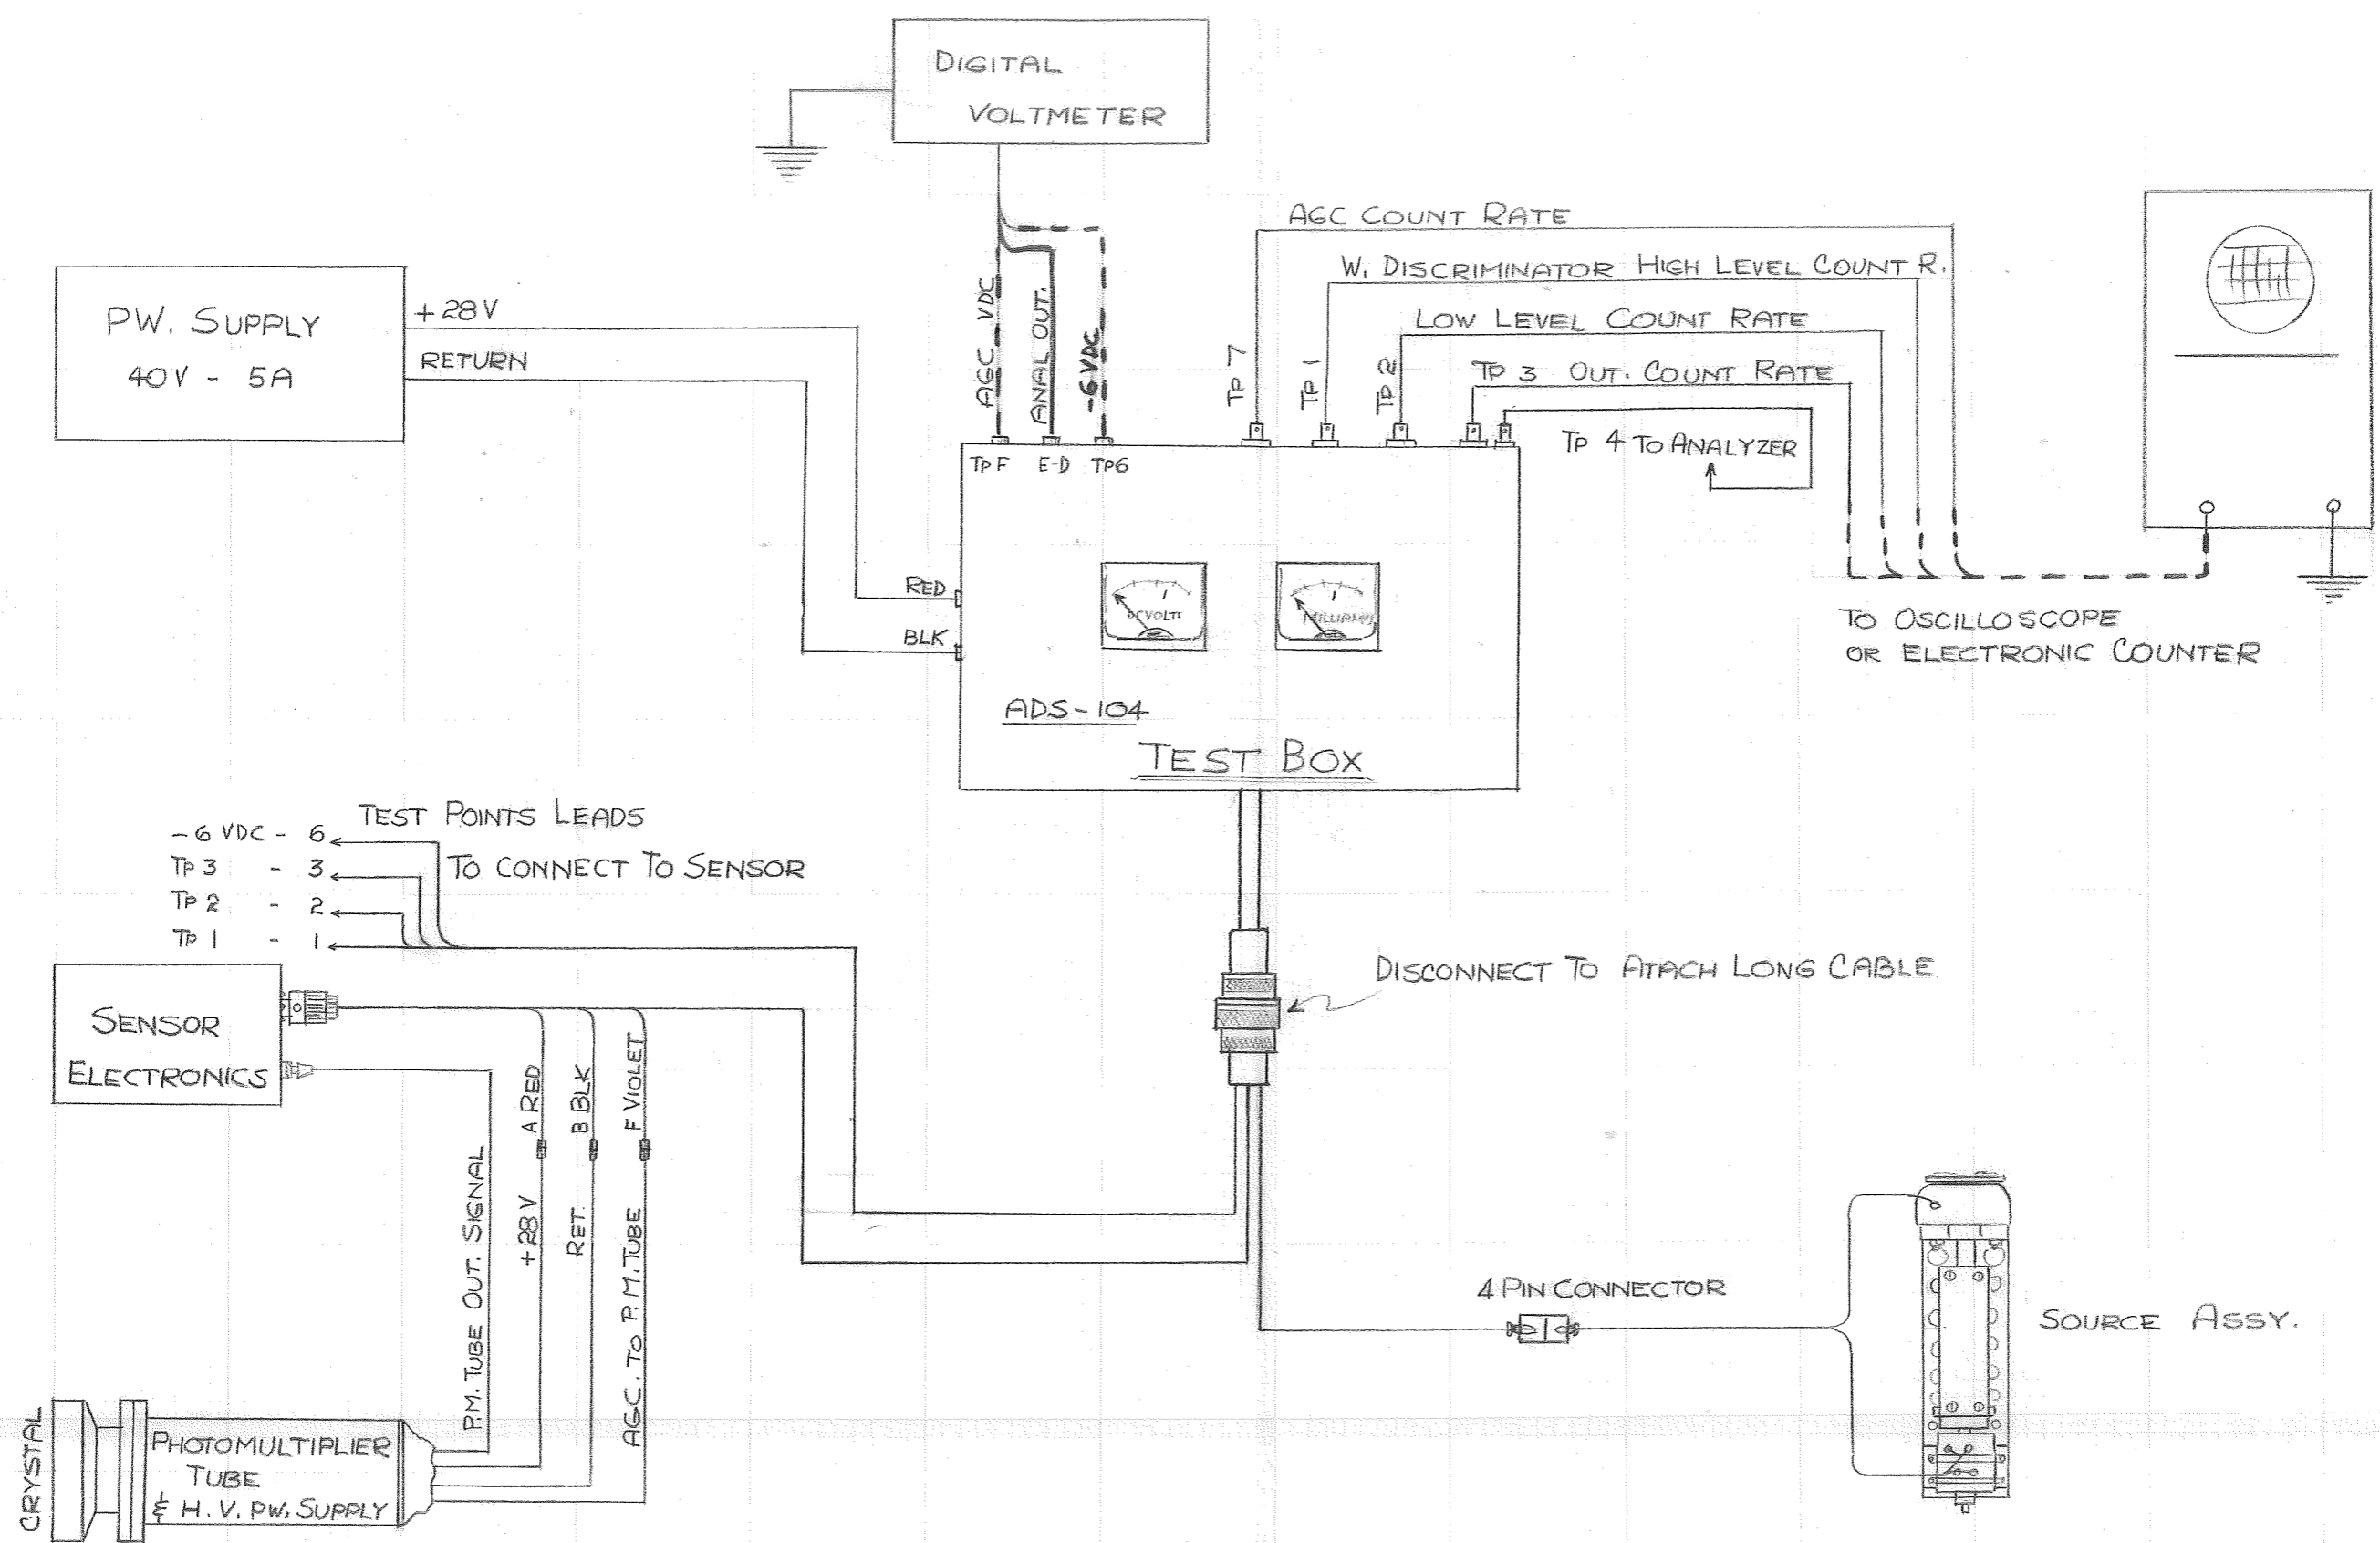 DIGITAL
VOLTMETER
PW. SUPPLY
40V - 5A
+28V
RETURN
AGC VDC
ANAL OUT.
-6VDC
AGC COUNT RATE
W. DISCRIMINATOR HIGH LEVEL COUNT R.
LOW LEVEL COUNT RATE
TP 3 OUT. COUNT RATE
TP 7
TP 1
TP 2
TP 4 TO ANALYZER
TP F
E-D
TP6
RED
BLK
DCVOLTS
MILLIAMPS
ADS-104
TEST BOX
TO OSCILLOSCOPE
OR ELECTRONIC COUNTER
TEST POINTS LEADS
TO CONNECT TO SENSOR
-6 VDC - 6
TP 3 - 3
TP 2 - 2
TP 1 - 1
SENSOR
ELECTRONICS
DISCONNECT TO ATACH LONG CABLE
P.M. TUBE OUT. SIGNAL
A RED
+28V
B BLK
RET.
F VIOLET
AGC. TO P.M. TUBE
4 PIN CONNECTOR
SOURCE ASSY.
CRYSTAL
PHOTOMULTIPLIER
TUBE
& H.V. PW. SUPPLY